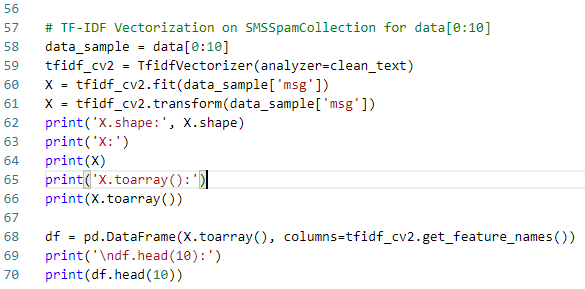 56
57 # TF-IDF Vectorization on SMSSpamCollection for data[0:10]
58 data_sample = data[0:10]
59 tfidf_cv2 = TfidfVectorizer(analyzer=clean_text)
60 X = tfidf_cv2.fit(data_sample['msg'])
61 X = tfidf_cv2.transform(data_sample['msg'])
62 print('X.shape:', X.shape)
63 print('X:')
64 print(X)
65 print('X.toarray():')
66 print(X.toarray())
67
68 df = pd.DataFrame(X.toarray(), columns=tfidf_cv2.get_feature_names())
69 print('\ndf.head(10):')
70 print(df.head(10))